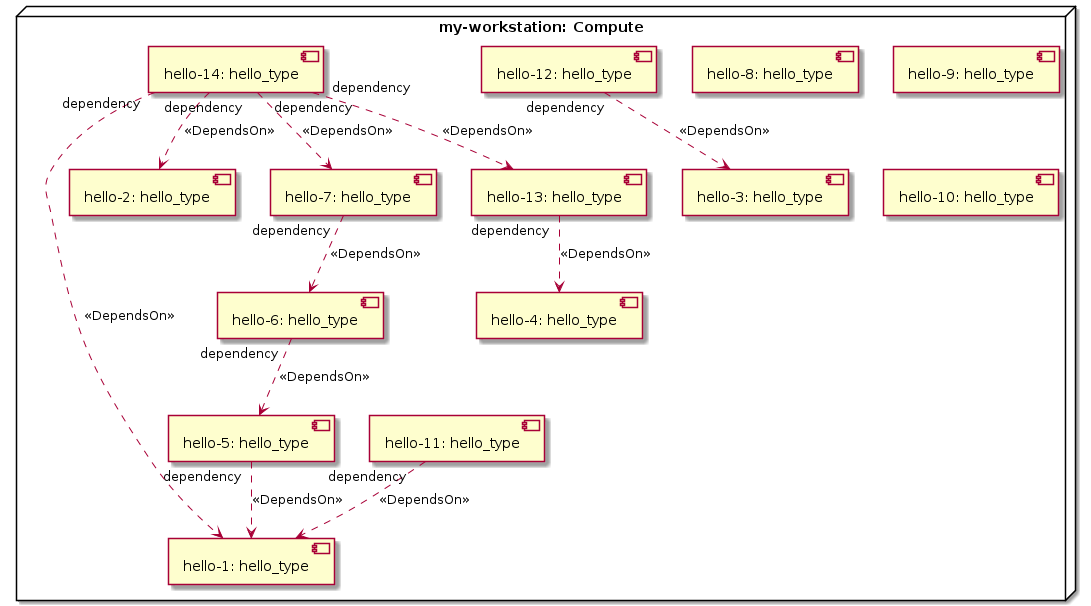 my-workstation: Compute
hello-14: hello_type
hello-12: hello_type
hello-8: hello_type
hello-9: hello_type
dependency
dependency
dependency
dependency
dependency
«DependsOn»
«DependsOn»
«DependsOn»
«DependsOn»
hello-2: hello_type
hello-7: hello_type
hello-13: hello_type
hello-3: hello_type
hello-10: hello_type
dependency
dependency
«DependsOn»
«DependsOn»
hello-6: hello_type
hello-4: hello_type
«DependsOn»
dependency
«DependsOn»
hello-5: hello_type
hello-11: hello_type
dependency
dependency
«DependsOn»
«DependsOn»
hello-1: hello_type